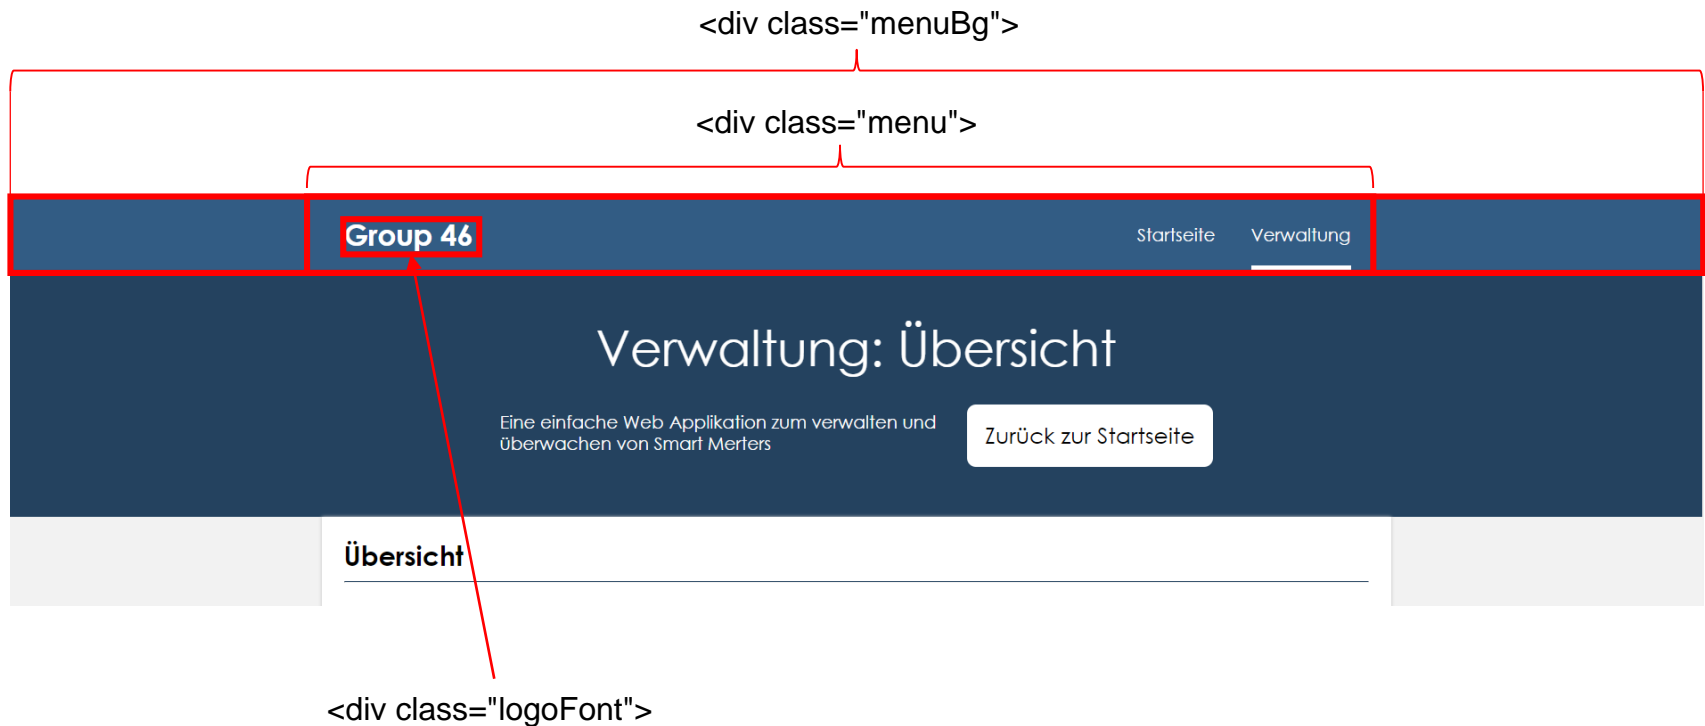 <div class="menuBg">
<div class="menu">
Group 46
Startseite Verwaltung
Verwaltung: Übersicht
Eine einfache Web Applikation zum verwalten und
überwachen von Smart Merters
Zurück zur Startseite
Übersicht
<div class="logoFont">